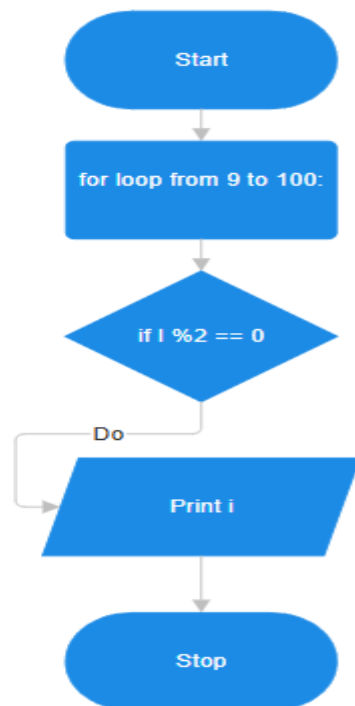 Start
for loop from 9 to 100:
if I %2 == 0
Do
Print i
Stop